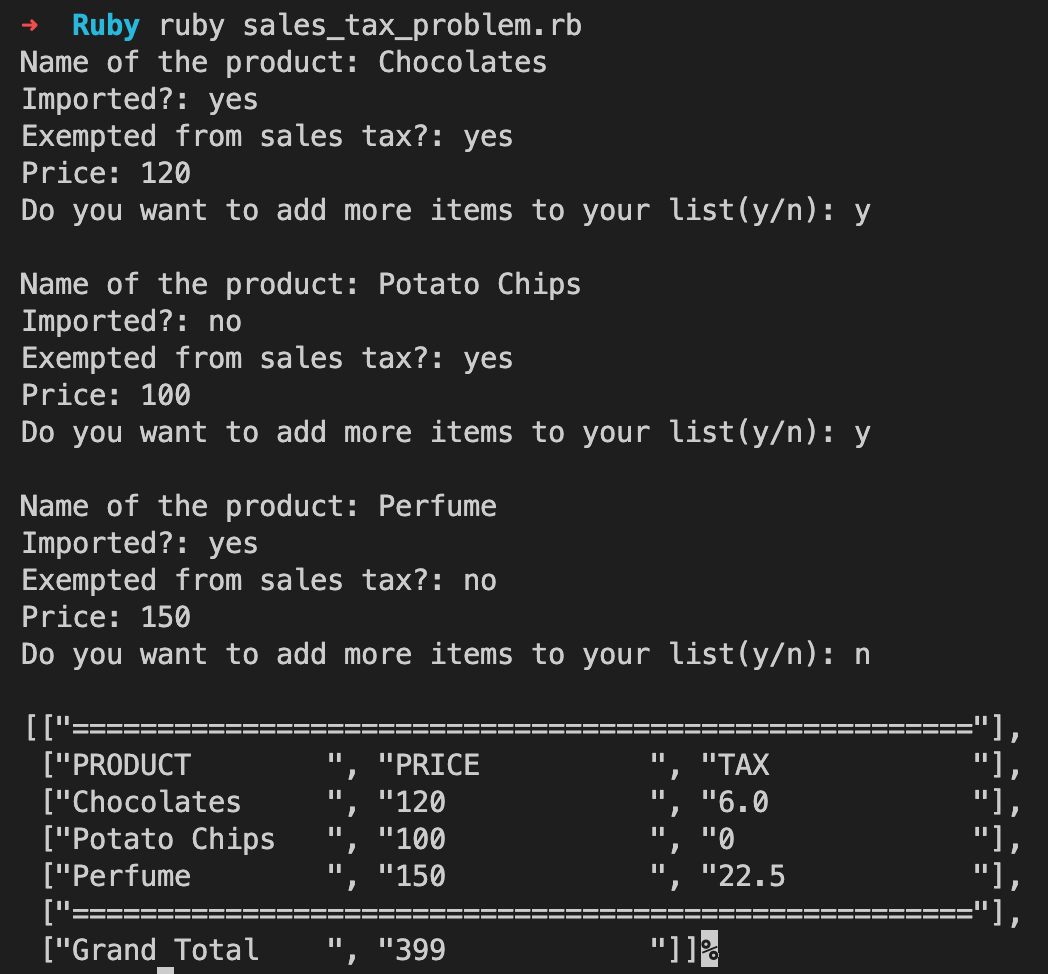 →  Ruby ruby sales_tax_problem.rb
Name of the product: Chocolates
Imported?: yes
Exempted from sales tax?: yes
Price: 120
Do you want to add more items to your list(y/n): y

Name of the product: Potato Chips
Imported?: no
Exempted from sales tax?: yes
Price: 100
Do you want to add more items to your list(y/n): y

Name of the product: Perfume
Imported?: yes
Exempted from sales tax?: no
Price: 150
Do you want to add more items to your list(y/n): n

[["====================================================="],
 ["PRODUCT        ", "PRICE          ", "TAX            "],
 ["Chocolates     ", "120            ", "6.0            "],
 ["Potato Chips   ", "100            ", "0              "],
 ["Perfume        ", "150            ", "22.5           "],
 ["====================================================="],
 ["Grand Total    ", "399            "]]%